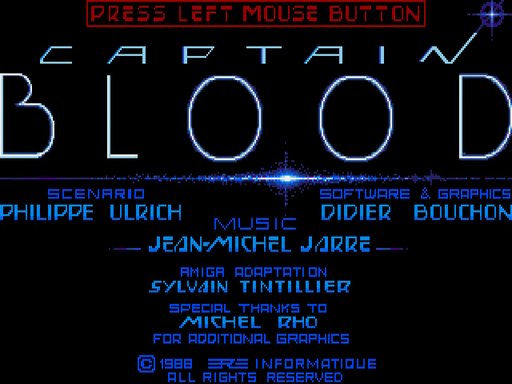 PRESS LEFT MOUSE BUTTON
CAPTAIN
BLOOD
SCENARIO
PHILIPPE ULRICH
SOFTWARE & GRAPHICS
DIDIER BOUCHON
MUSIC
JEAN-MICHEL JARRE
AMIGA ADAPTATION
SYLVAIN TINTILLIER
SPECIAL THANKS TO
MICHEL RHO
FOR ADDITIONAL GRAPHICS
© 1988 ERE INFORMATIQUE
ALL RIGHTS RESERVED